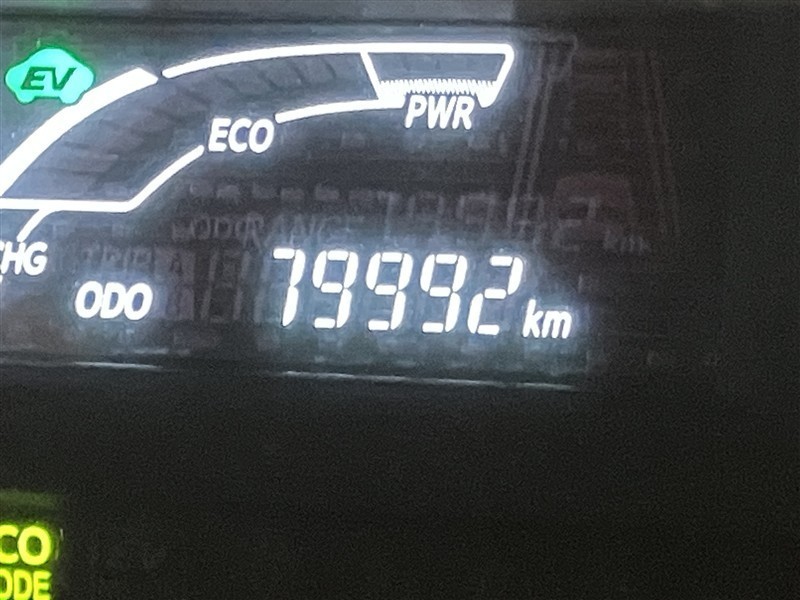 EV
PWR
ECO
CHG
ODO 79992 km
ECO
MODE